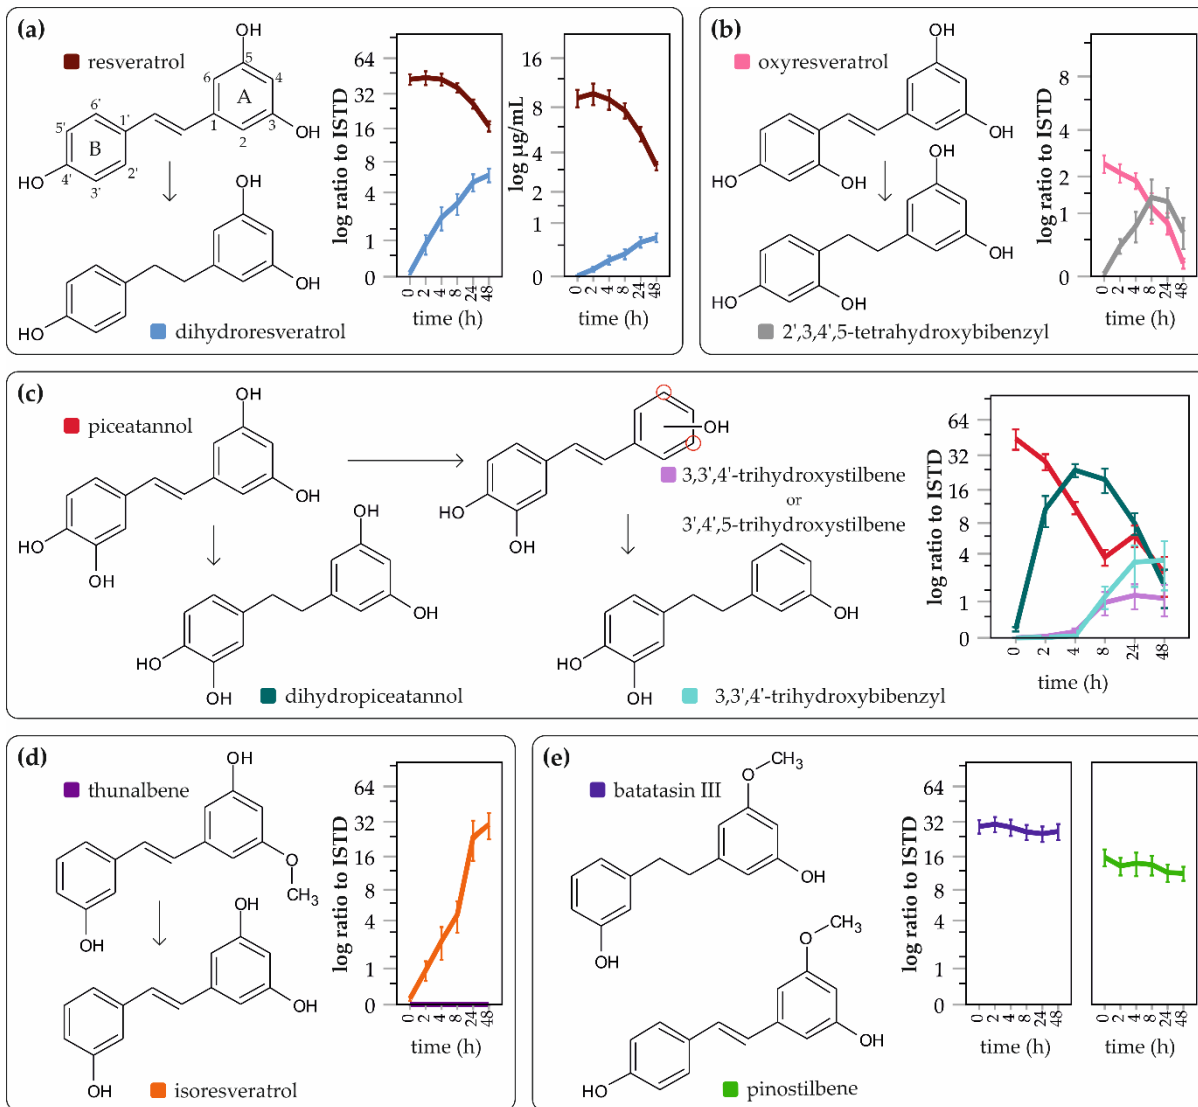 (a)
resveratrol
OH
5
6
4
A
6'
5'
1'
1
3
OH
2
B
4'
2'
3'
HO
OH
OH
HO
dihydroresveratrol
log ratio to ISTD
64
32
16
8
4
1
0
0 2 4 8 24 48
time (h)
log µg/mL
16
8
4
2
1
0
0 2 4 8 24 48
time (h)
(b)
oxyresveratrol
OH
OH
HO
OH
OH
OH
HO
OH
2',3,4',5-tetrahydroxybibenzyl
log ratio to ISTD
8
4
2
1
0
0 2 4 8 24 48
time (h)
(c)
piceatannol
OH
OH
HO
OH
OH
3,3',4'-trihydroxystilbene
or
3',4',5-trihydroxystilbene
HO
OH
OH
OH
HO
OH
dihydropiceatannol
OH
HO
OH
3,3',4'-trihydroxybibenzyl
log ratio to ISTD
64
32
16
8
4
1
0
0 2 4 8 24 48
time (h)
(d)
thunalbene
OH
O
CH3
OH
OH
OH
OH
isoresveratrol
log ratio to ISTD
64
32
16
8
4
1
0
0 2 4 8 24 48
time (h)
(e)
batatasin III
O CH3
OH
OH
O CH3
OH
HO
pinostilbene
log ratio to ISTD
64
32
16
8
4
1
0
0 2 4 8 24 48
time (h)
0 2 4 8 24 48
time (h)